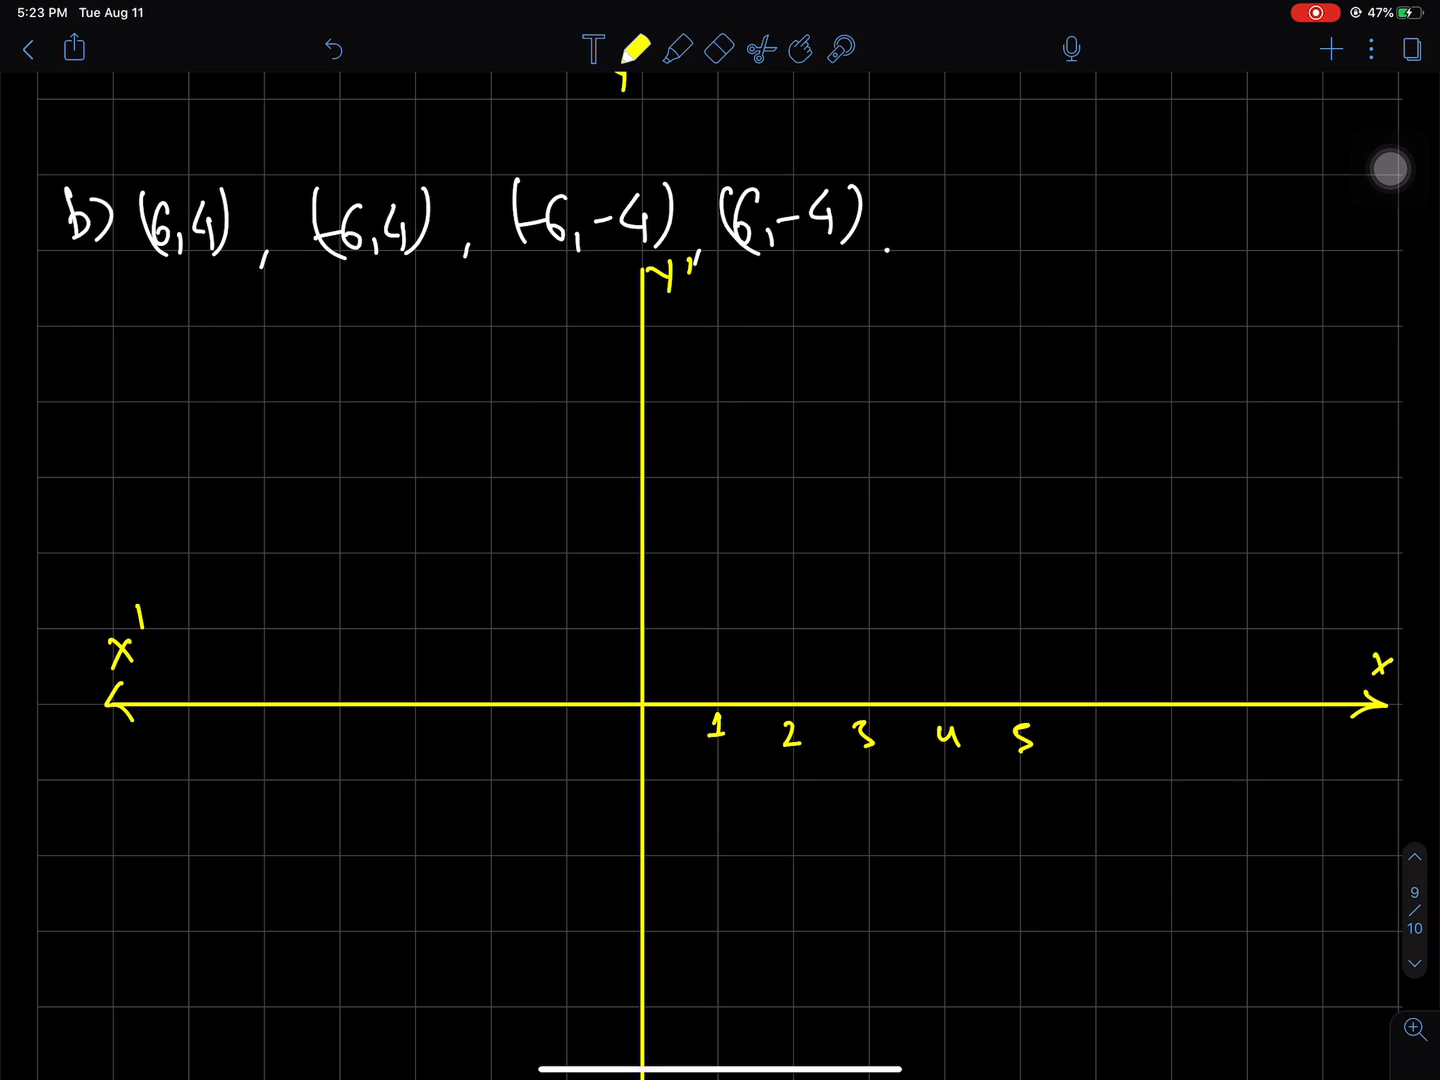 5:23 PM Tue Aug 11
47%
T
Y
b) (6,4) , (-6,4) , (-6,-4) , (6,-4) .
Y'
X'
X
1 2 3 4 5
9
/
10